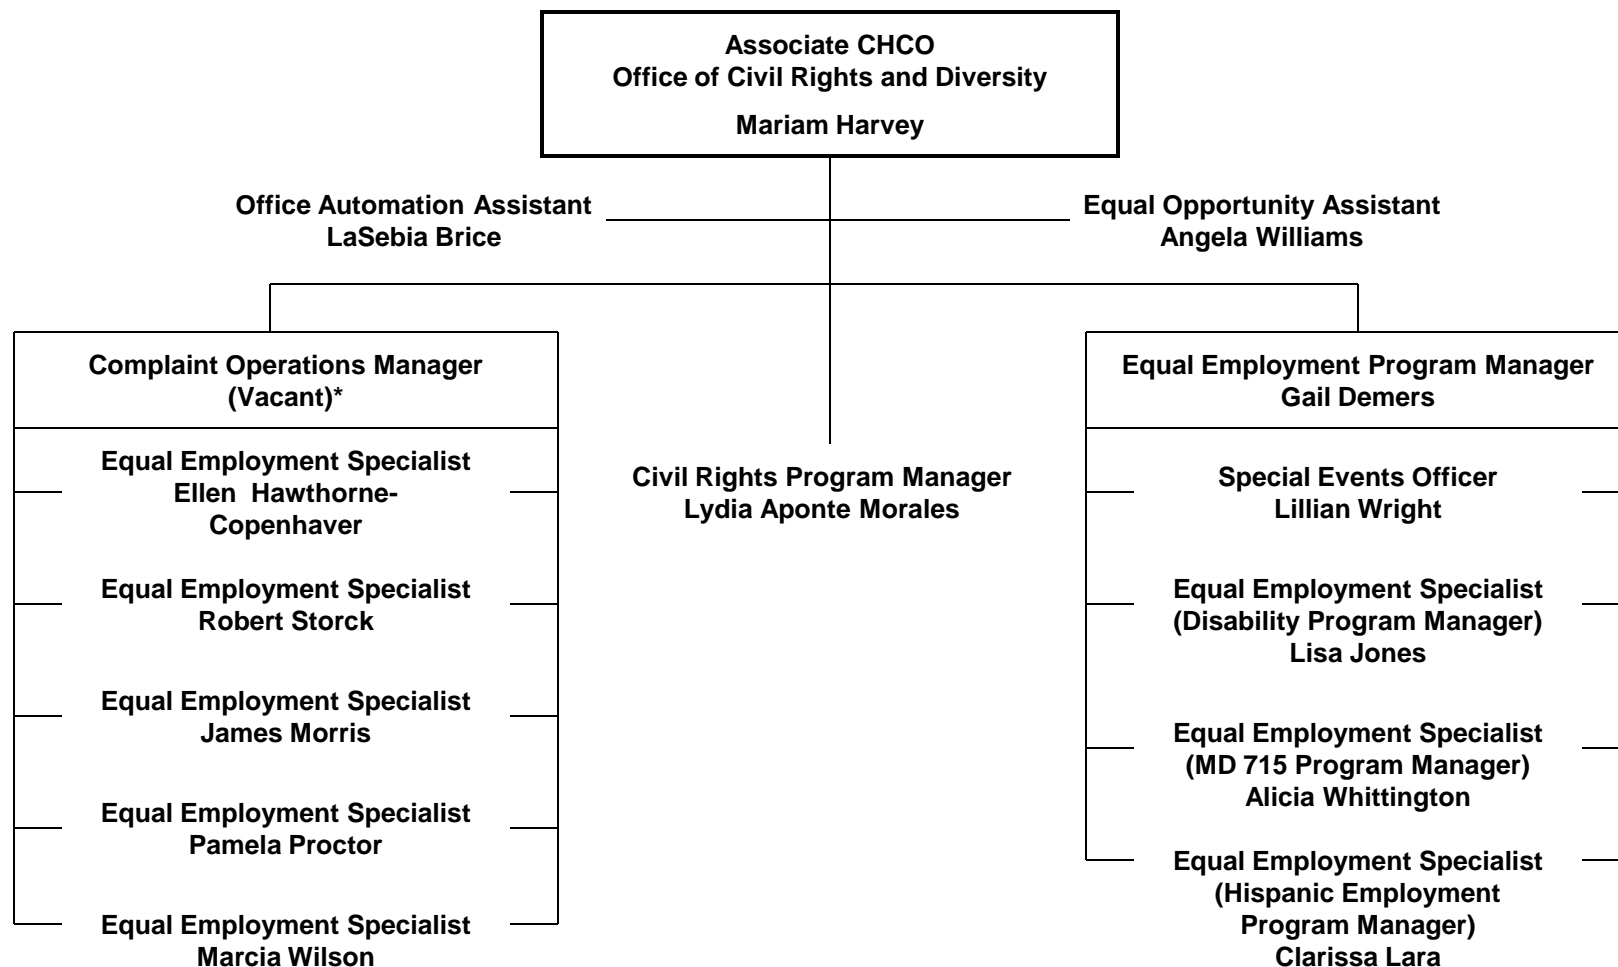 Associate CHCO
Office of Civil Rights and Diversity
Mariam Harvey
Office Automation Assistant
LaSebia Brice
Equal Opportunity Assistant
Angela Williams
Complaint Operations Manager
(Vacant)*
Equal Employment Specialist
Ellen Hawthorne-
Copenhaver
Equal Employment Specialist
Robert Storck
Equal Employment Specialist
James Morris
Equal Employment Specialist
Pamela Proctor
Equal Employment Specialist
Marcia Wilson
Civil Rights Program Manager
Lydia Aponte Morales
Equal Employment Program Manager
Gail Demers
Special Events Officer
Lillian Wright
Equal Employment Specialist
(Disability Program Manager)
Lisa Jones
Equal Employment Specialist
(MD 715 Program Manager)
Alicia Whittington
Equal Employment Specialist
(Hispanic Employment
Program Manager)
Clarissa Lara